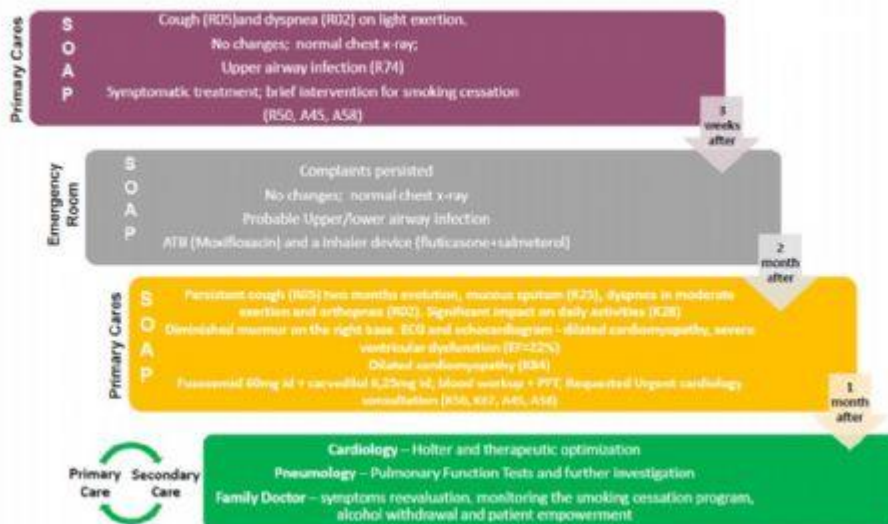 Primary Cares
S
O
A
P
Cough (R05)and dyspnea (R02) on light exertion.
No changes; normal chest x-ray;
Upper airway infection (R74)
Symptomatic treatment; brief intervention for smoking cessation
(R50, A45, A58)
3
weeks
after
Emergency
Room
S
O
A
P
Complaints persisted
No changes; normal chest x-ray
Probable Upper/lower airway infection
ATB (Moxifloxacin) and a inhaler device (fluticasone+salmeterol)
2
month
after
Primary Cares
S
O
A
P
Persistent cough (R05) two months evolution, mucous sputum (R25), dyspnea in moderate
exertion and orthopnea (R02). Significant impact on daily activities (K28)
Diminished murmur on the right base. ECG and echocardiogram - dilated cardiomyopathy, severe
ventricular dysfunction (EF=22%)
Dilated cardiomyopathy (K84)
60mg id + carvedilol 6,25mg id, blood workup + PFT. Requested Urgent cardiology
consultation (K50, K67, A45, A58)
1
month
after
Primary
Care
Secondary
Care
Cardiology – Holter and therapeutic optimization
Pneumology – Pulmonary Function Tests and further investigation
Family Doctor – symptoms reevaluation, monitoring the smoking cessation program,
alcohol withdrawal and patient empowerment